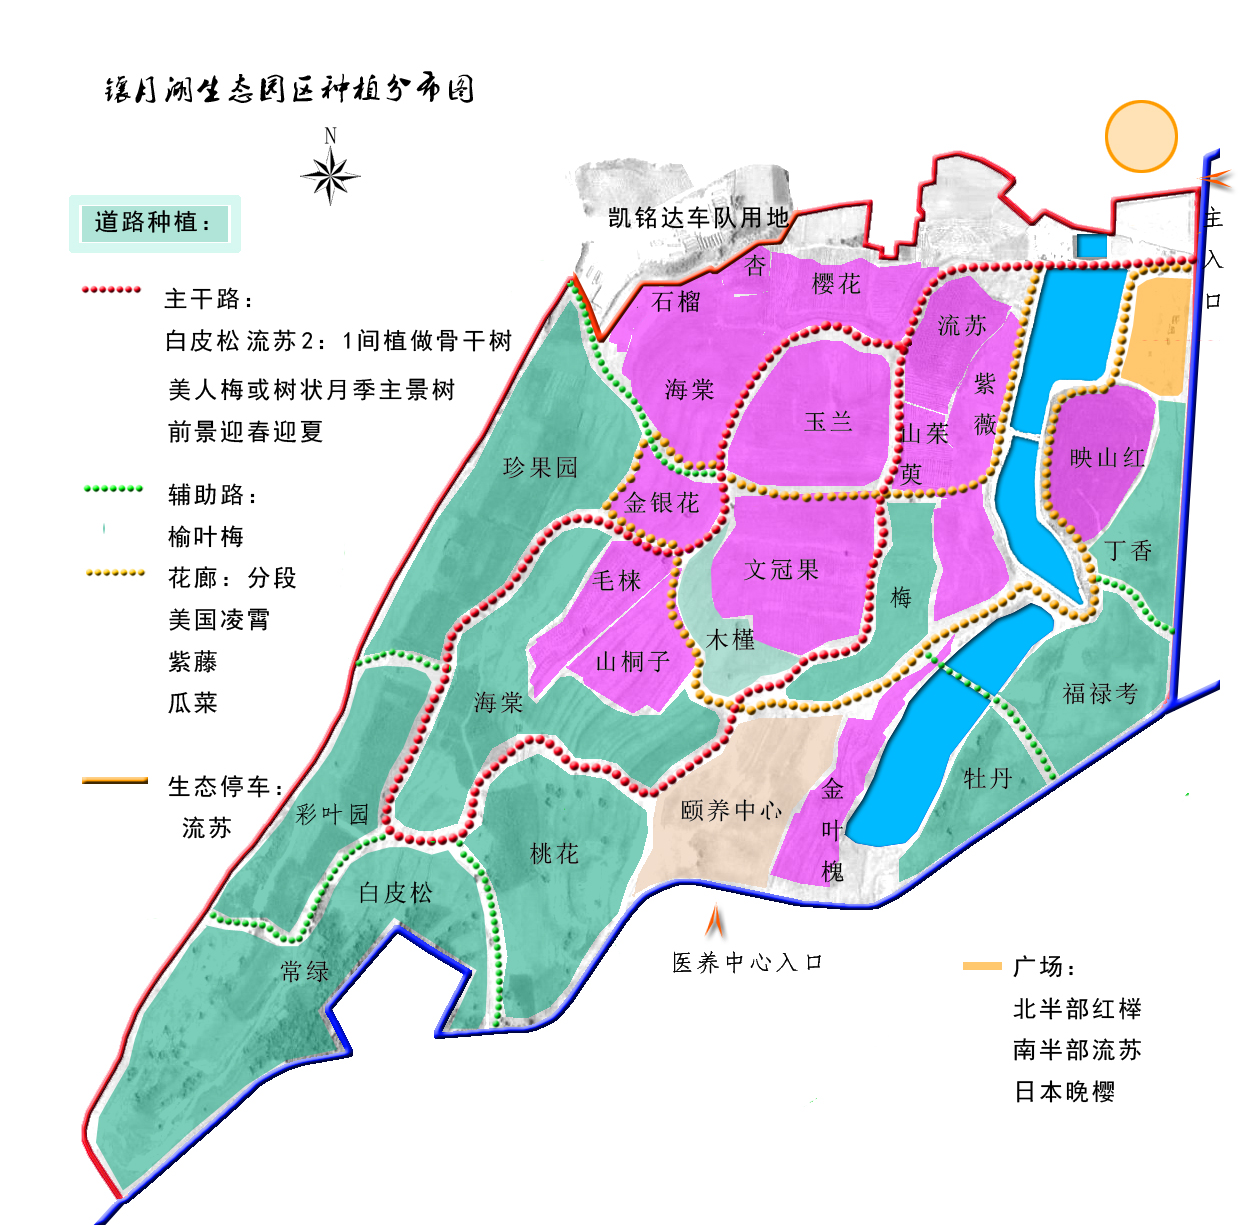 镶月湖生态园区种植分布图
N
道路种植：
主干路：
白皮松 流苏2：1间植做骨干树
美人梅或树状月季主景树
前景迎春迎夏
辅助路：
榆叶梅
花廊：分段
美国凌霄
紫藤
瓜菜
生态停车：
流苏
凯铭达车队用地
主入口
杏
樱花
石榴
流苏
海棠
紫薇
玉兰
山茱萸
映山红
珍果园
金银花
丁香
毛梾
文冠果
梅
木槿
山桐子
福禄考
海棠
牡丹
金叶槐
颐养中心
彩叶园
桃花
白皮松
常绿
医养中心入口
广场：
北半部红榉
南半部流苏
日本晚樱